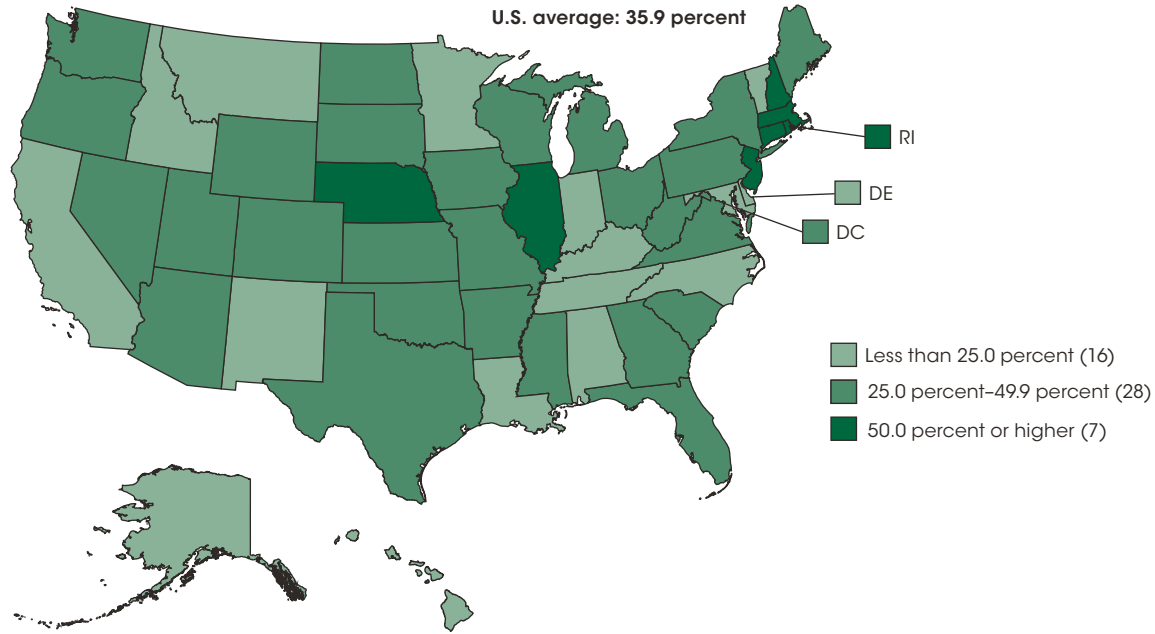 U.S. average: 35.9 percent
RI
DE
DC
Less than 25.0 percent (16)
25.0 percent–49.9 percent (28)
50.0 percent or higher (7)